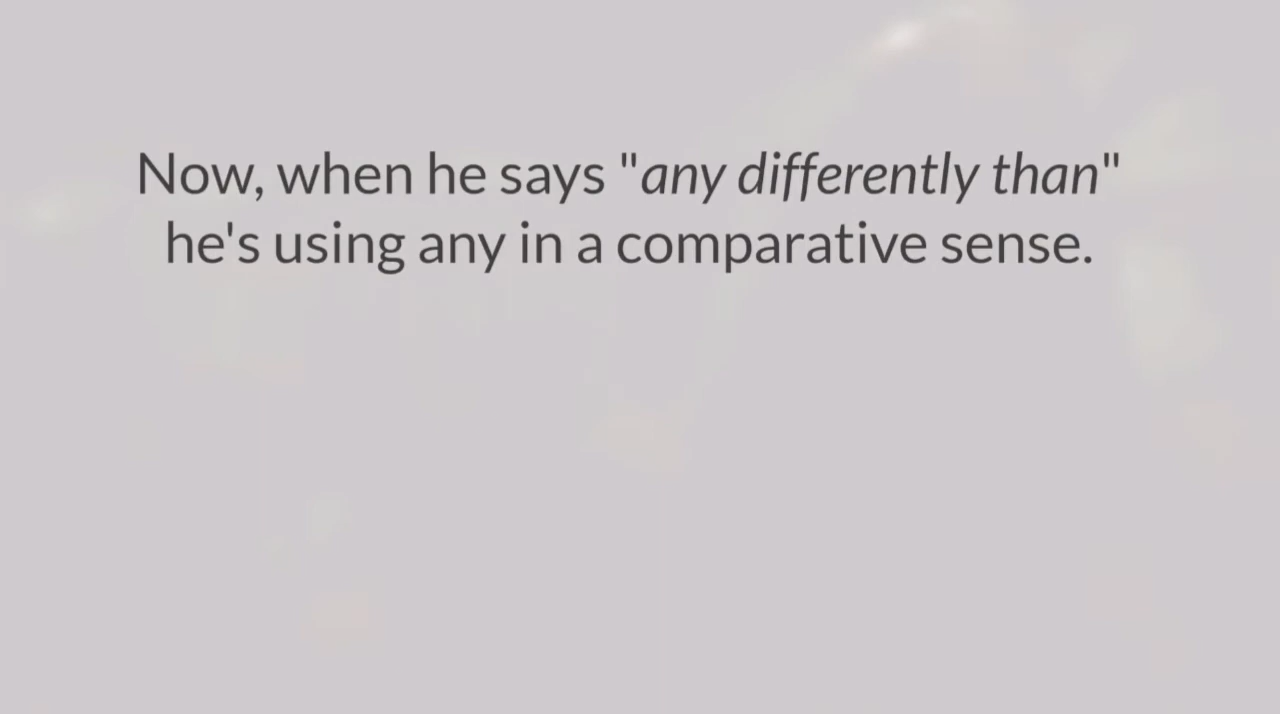 Now, when he says "any differently than"
he's using any in a comparative sense.